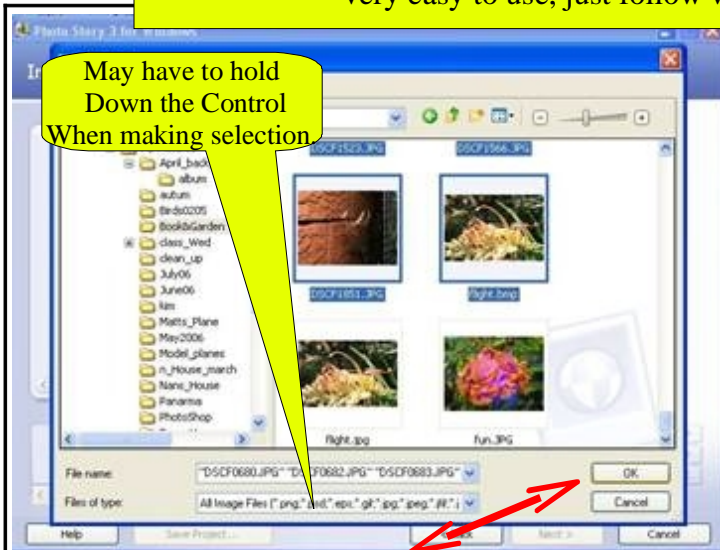 very easy to use, just follow
Photo Story 3 for Windows
May have to hold
Down the Control
When making selection
DSCF1523.JPG DSCF1566.JPG
album
autum
Birds0205
Book&Garden
class_Wed
clean_up
July06
June06
kim
Matts_Plane
May2006
Model_planes
n_House_march
Nans_House
Panarma
PhotoShop
DSCF1851.JPG flight.bmp
flight.jpg fun.JPG
File name: "DSCF0680.JPG" "DSCF0682.JPG" "DSCF0683.JPG"
OK
Files of type: All Image Files
Cancel
Help Save Project... Next > Cancel